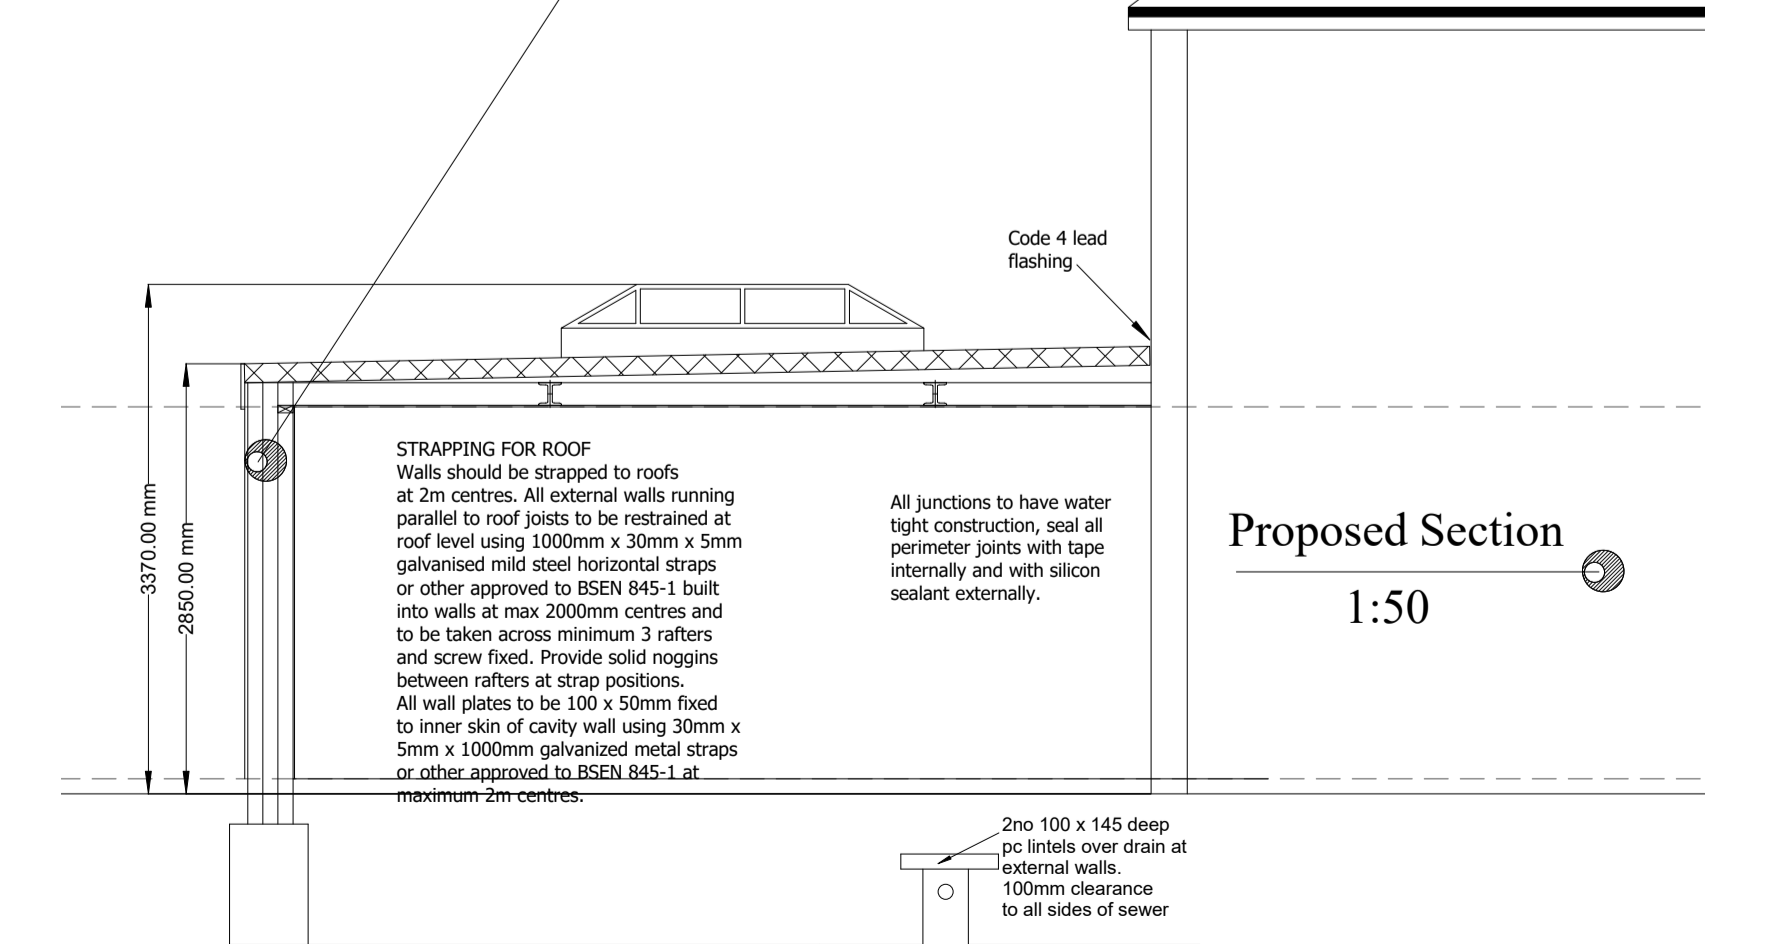 Code 4 lead
flashing
3370.00 mm
2850.00 mm
STRAPPING FOR ROOF
Walls should be strapped to roofs
at 2m centres. All external walls running
parallel to roof joists to be restrained at
roof level using 1000mm x 30mm x 5mm
galvanised mild steel horizontal straps
or other approved to BSEN 845-1 built
into walls at max 2000mm centres and
to be taken across minimum 3 rafters
and screw fixed. Provide solid noggins
between rafters at strap positions.
All wall plates to be 100 x 50mm fixed
to inner skin of cavity wall using 30mm x
5mm x 1000mm galvanized metal straps
or other approved to BSEN 845-1 at
maximum 2m centres.
All junctions to have water
tight construction, seal all
perimeter joints with tape
internally and with silicon
sealant externally.
Proposed Section
1:50
2no 100 x 145 deep
pc lintels over drain at
external walls.
100mm clearance
to all sides of sewer